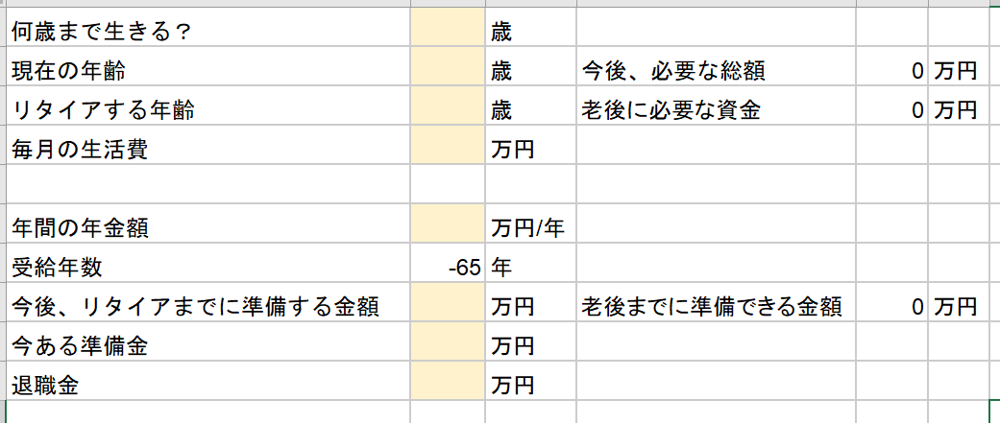 何歳まで生きる？ 歳
現在の年齢 歳 今後、必要な総額 0 万円
リタイアする年齢 歳 老後に必要な資金 0 万円
毎月の生活費 万円
年間の年金額 万円/年
受給年数 -65 年
今後、リタイアまでに準備する金額 万円 老後までに準備できる金額 0 万円
今ある準備金 万円
退職金 万円